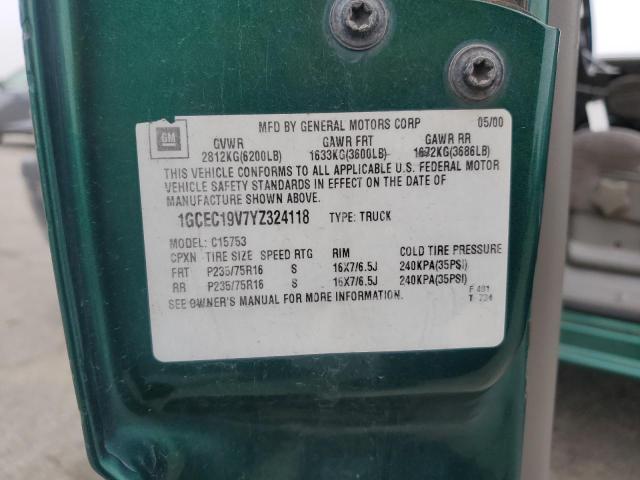 MFD BY GENERAL MOTORS CORP 05/00
GM
GVWR GAWR FRT GAWR RR
2812KG(6200LB) 1633KG(3600LB) 1672KG(3686LB)
THIS VEHICLE CONFORMS TO ALL APPLICABLE U.S. FEDERAL MOTOR
VEHICLE SAFETY STANDARDS IN EFFECT ON THE DATE OF
MANUFACTURE SHOWN ABOVE.
1GCEC19V7YZ324118 TYPE: TRUCK
MODEL: C15753
CPXN TIRE SIZE SPEED RTG RIM COLD TIRE PRESSURE
FRT P235/75R16 S 16X7/6.5J 240KPA(35PSI)
RR P235/75R16 S 16X7/6.5J 240KPA(35PSI)
SEE OWNER'S MANUAL FOR MORE INFORMATION.
F 491
T 724